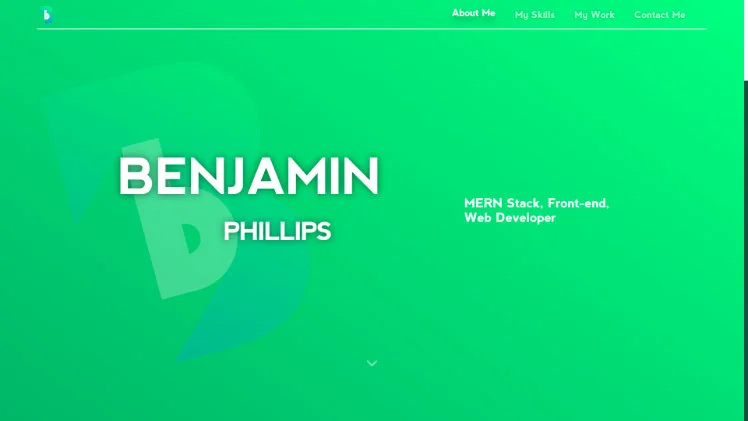 About Me My Skills My Work Contact Me
BENJAMIN
PHILLIPS
MERN Stack, Front-end,
Web Developer